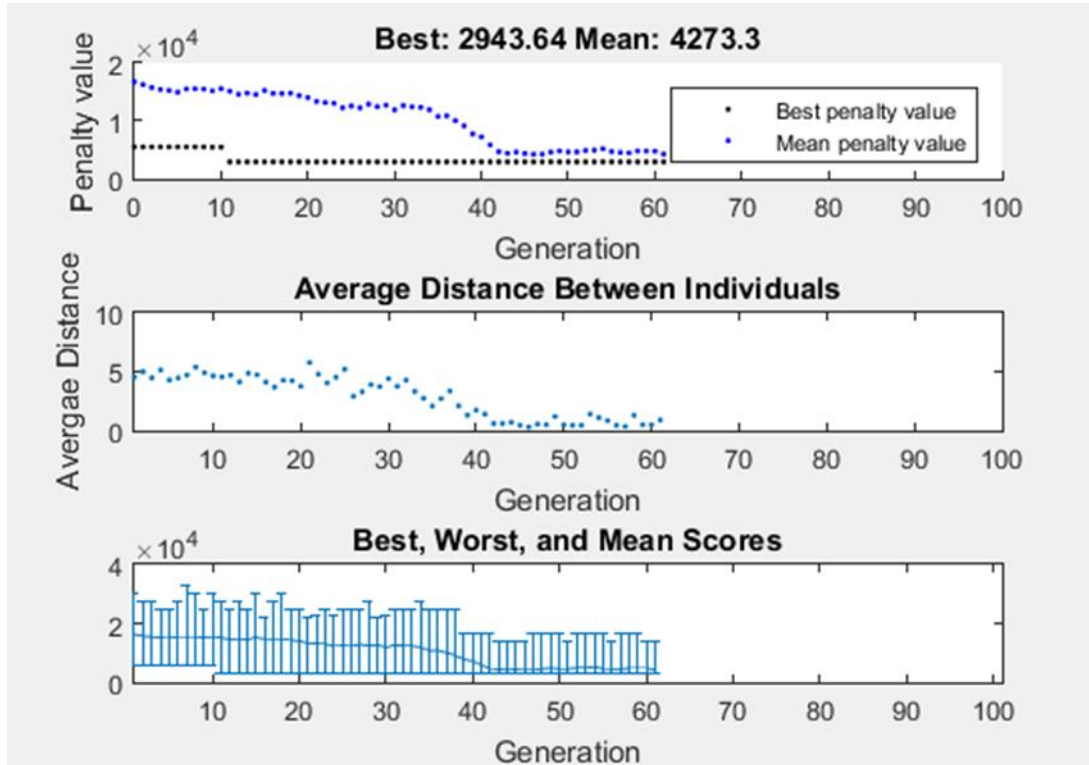 Best: 2943.64 Mean: 4273.3
×10⁴
Penalty value
2
1
0
Best penalty value
Mean penalty value
0 10 20 30 40 50 60 70 80 90 100
Generation
Average Distance Between Individuals
Avergae Distance
10
5
0
10 20 30 40 50 60 70 80 90 100
Generation
Best, Worst, and Mean Scores
×10⁴
4
2
0
10 20 30 40 50 60 70 80 90 100
Generation